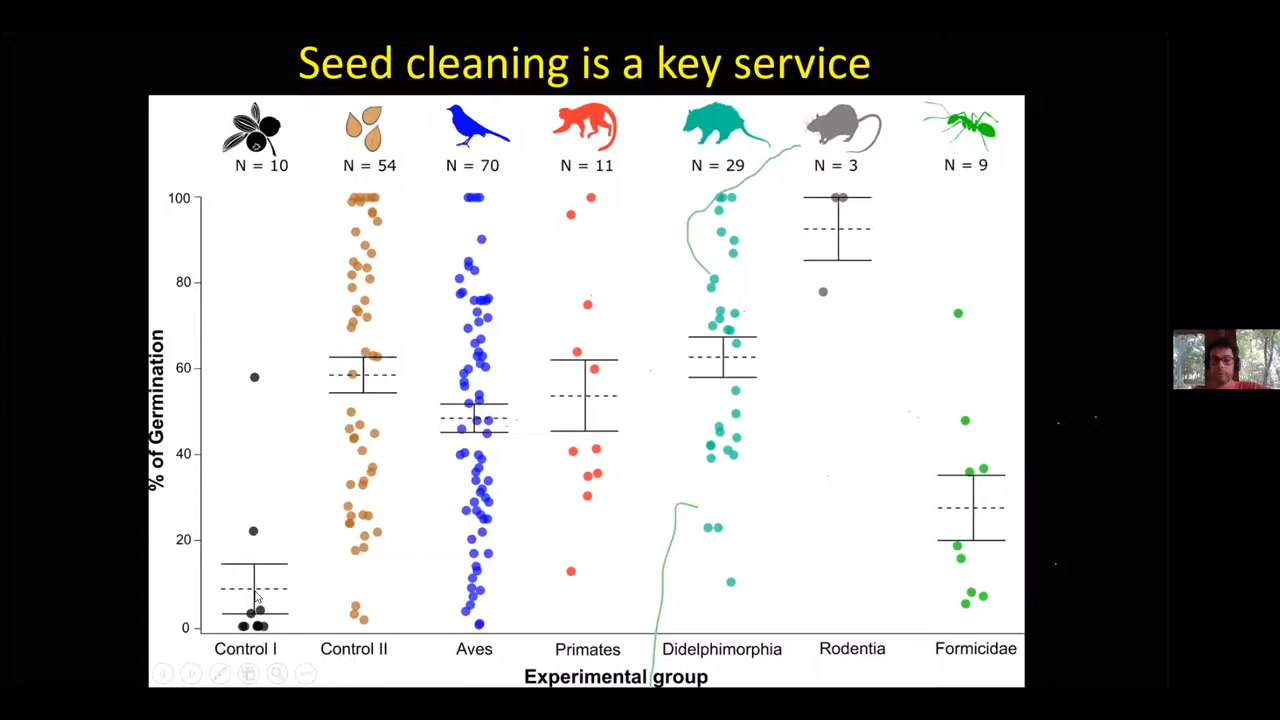 Seed cleaning is a key service
N = 10 N = 54 N = 70 N = 11 N = 29 N = 3 N = 9
100
80
60
40
20
0
% of Germination
Control I Control II Aves Primates Didelphimorphia Rodentia Formicidae
Experimental group